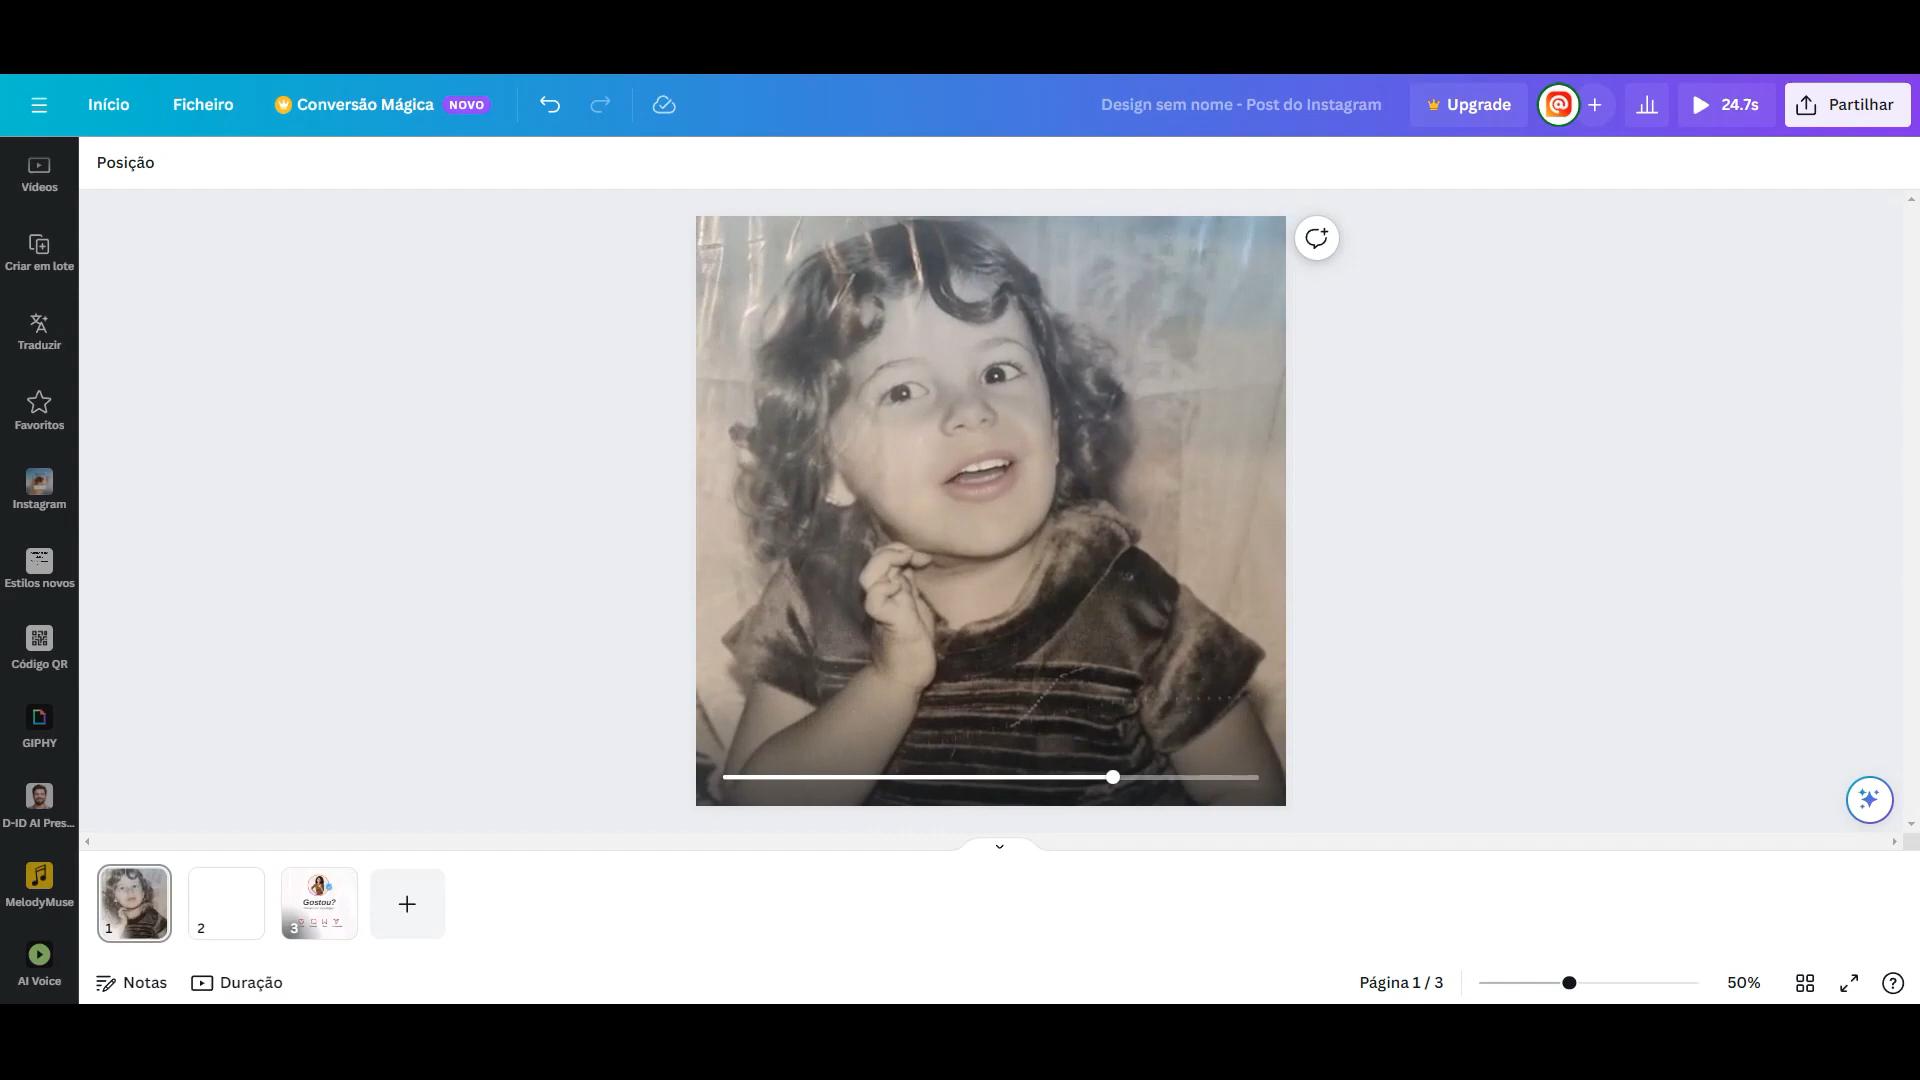 Início
Ficheiro
Conversão Mágica
NOVO
Design sem nome - Post do Instagram
Upgrade
24.7s
Partilhar
Posição
Vídeos
Criar em lote
Traduzir
Favoritos
Instagram
Estilos novos
Código QR
GIPHY
D-ID AI Pres...
MelodyMuse
AI Voice
1
2
Gostou?
3
Notas
Duração
Página 1 / 3
50%